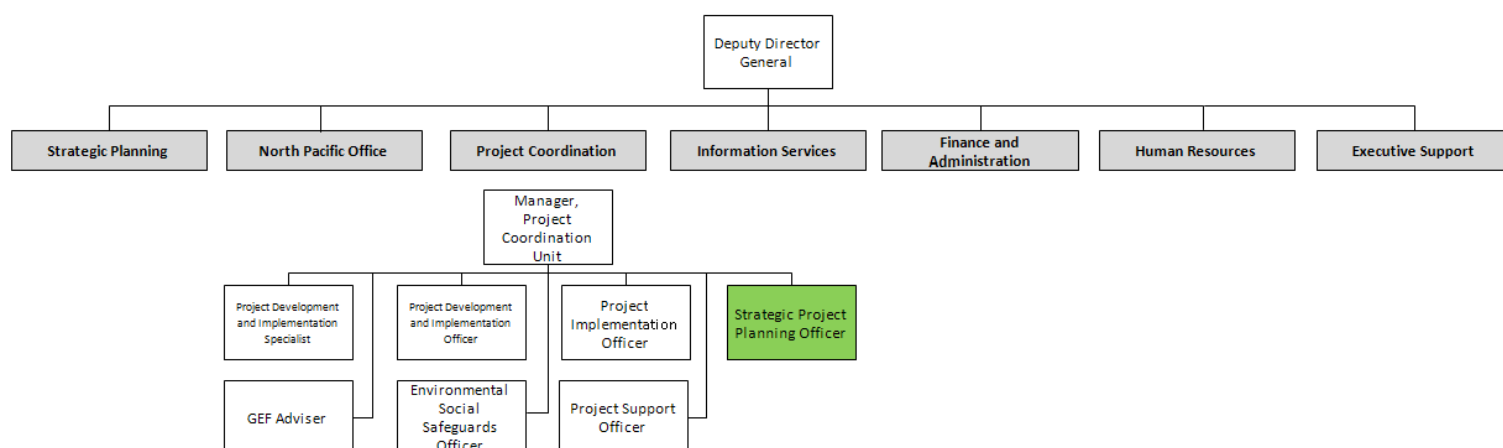 Deputy Director
General
Strategic Planning
North Pacific Office
Project Coordination
Information Services
Finance and
Administration
Human Resources
Executive Support
Manager,
Project
Coordination
Unit
Project Development
and Implementation
Specialist
Project Development
and Implementation
Officer
Project
Implementation
Officer
Strategic Project
Planning Officer
GEF Adviser
Environmental
Social
Safeguards
Officer
Project Support
Officer